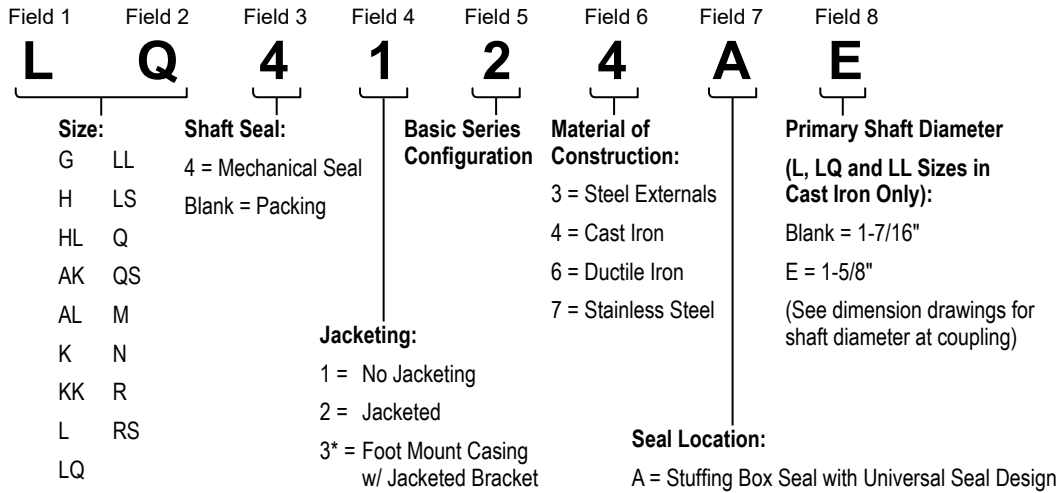 Field 1 Field 2 Field 3 Field 4 Field 5 Field 6 Field 7 Field 8
L Q 4 1 2 4 A E
Size:
G LL
H LS
HL Q
AK QS
AL M
K N
KK R
L RS
LQ
Shaft Seal:
4 = Mechanical Seal
Blank = Packing
Jacketing:
1 = No Jacketing
2 = Jacketed
3* = Foot Mount Casing
w/ Jacketed Bracket
Basic Series
Configuration
Material of
Construction:
3 = Steel Externals
4 = Cast Iron
6 = Ductile Iron
7 = Stainless Steel
Seal Location:
A = Stuffing Box Seal with Universal Seal Design
Primary Shaft Diameter
(L, LQ and LL Sizes in
Cast Iron Only):
Blank = 1-7/16"
E = 1-5/8"
(See dimension drawings for
shaft diameter at coupling)